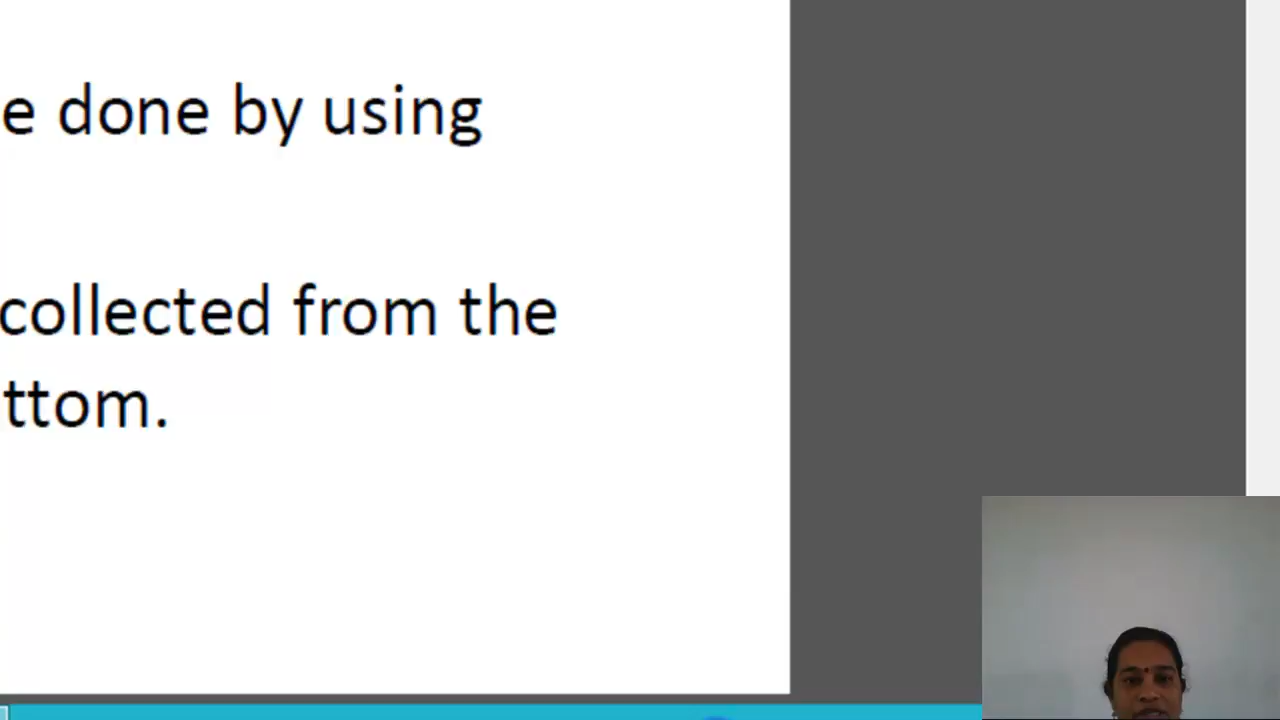 e done by using
collected from the
ttom.